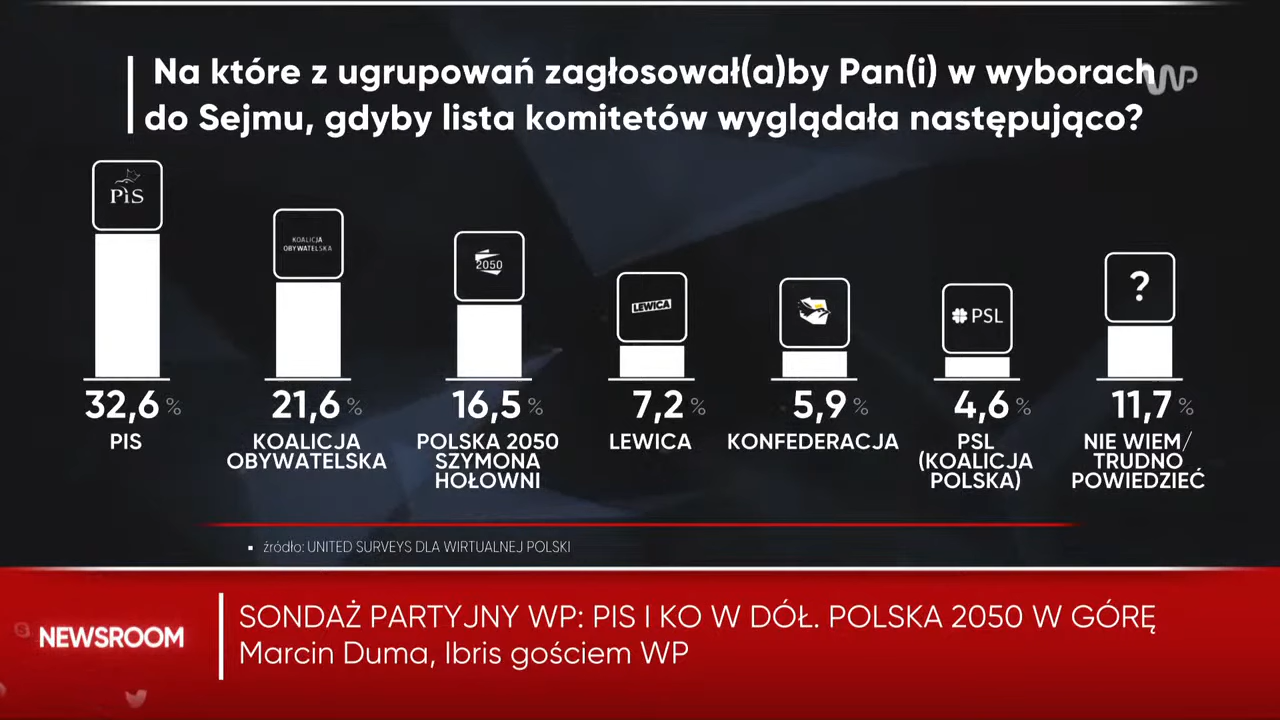 Na które z ugrupowań zagłosował(a)by Pan(i) w wyborach
do Sejmu, gdyby lista komitetów wyglądała następująco?
WP
PiS
KOALICJA
OBYWATELSKA
2050
LEWICA
PSL
?
32,6 %
21,6 %
16,5 %
7,2 %
5,9 %
4,6 %
11,7 %
PIS
KOALICJA
OBYWATELSKA
POLSKA 2050
SZYMONA
HOŁOWNI
LEWICA
KONFEDERACJA
PSL
(KOALICJA
POLSKA)
NIE WIEM/
TRUDNO
POWIEDZIEĆ
źródło: UNITED SURVEYS DLA WIRTUALNEJ POLSKI
NEWSROOM
SONDAŻ PARTYJNY WP: PIS I KO W DÓŁ. POLSKA 2050 W GÓRĘ
Marcin Duma, Ibris gościem WP